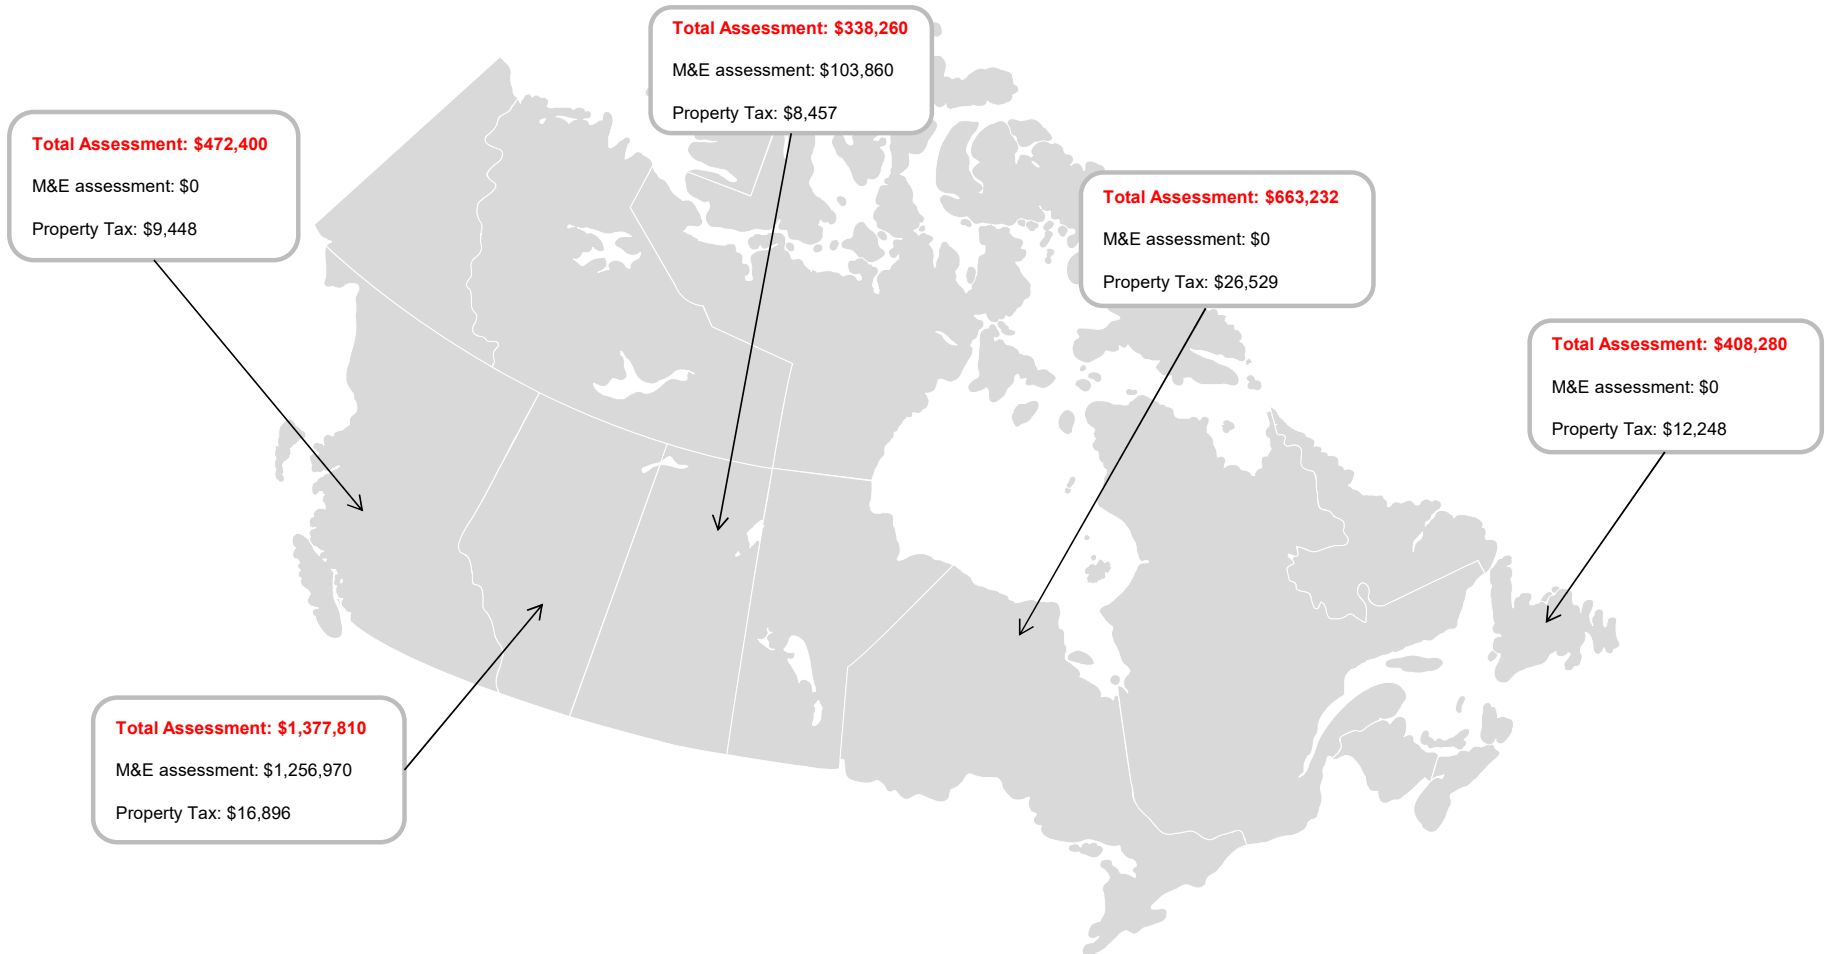 Total Assessment: $338,260
M&E assessment: $103,860
Property Tax: $8,457
Total Assessment: $472,400
M&E assessment: $0
Property Tax: $9,448
Total Assessment: $663,232
M&E assessment: $0
Property Tax: $26,529
Total Assessment: $408,280
M&E assessment: $0
Property Tax: $12,248
Total Assessment: $1,377,810
M&E assessment: $1,256,970
Property Tax: $16,896